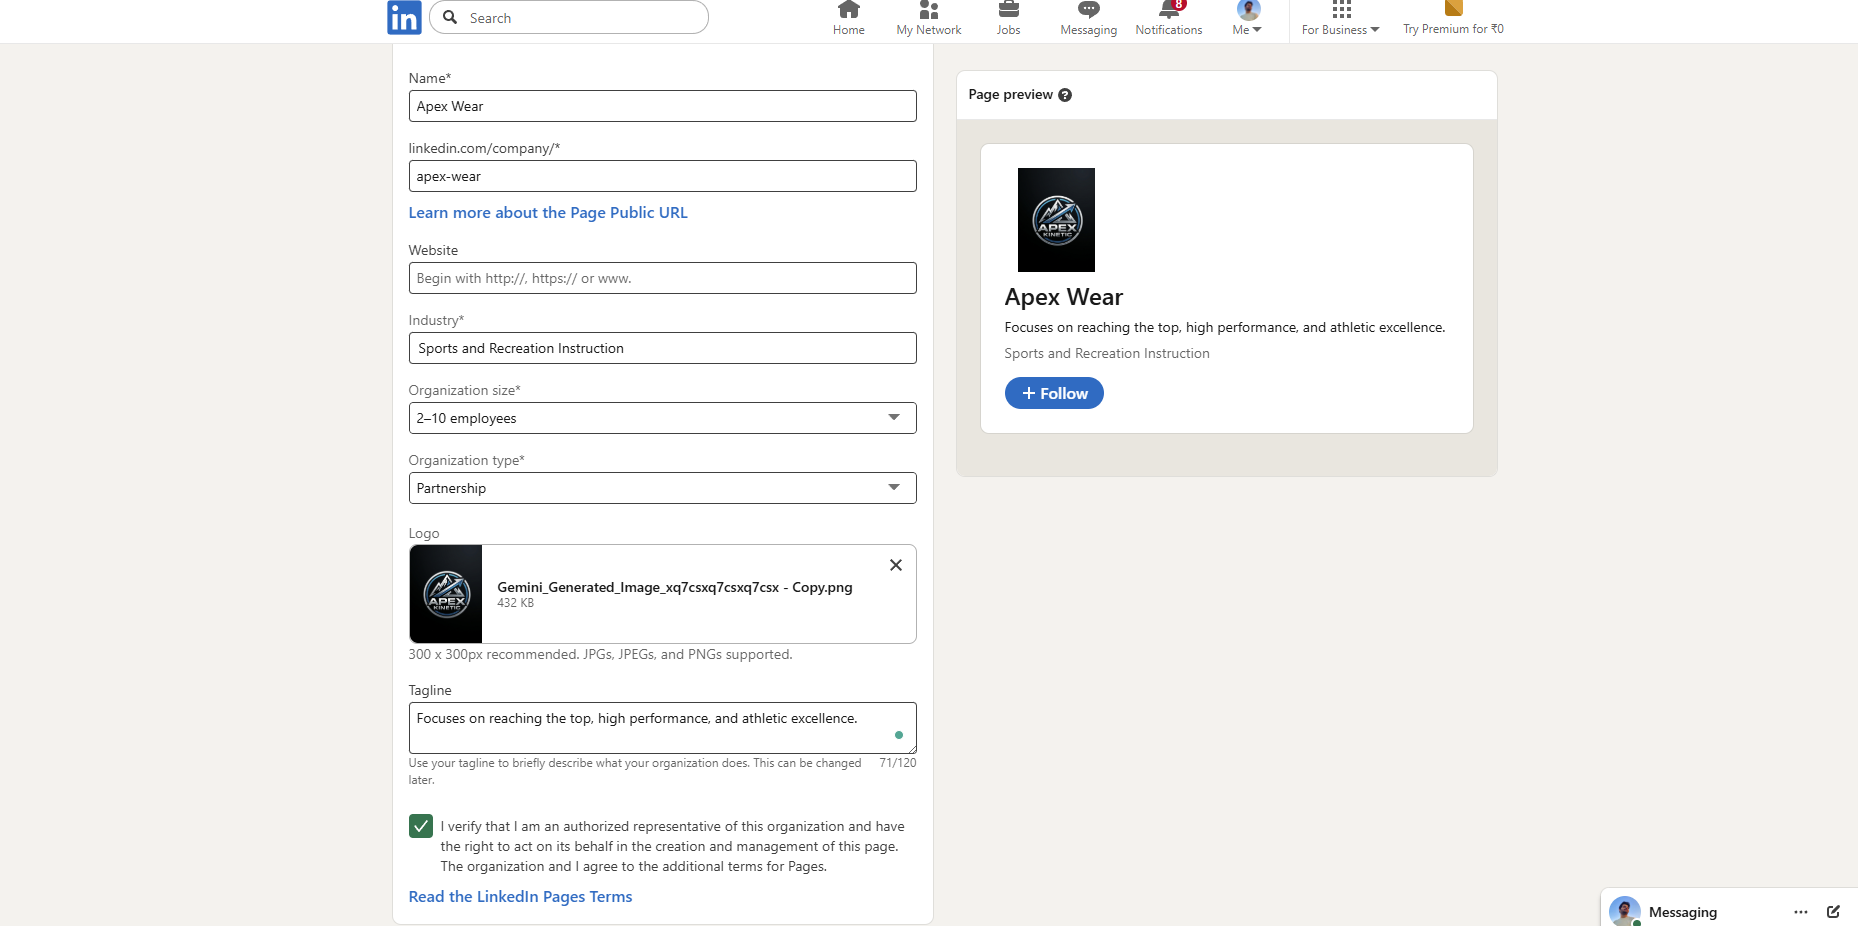 in
Search
Home
My Network
Jobs
Messaging
8
Notifications
Me
For Business
Try Premium for ₹0
Name*
Apex Wear
linkedin.com/company/*
apex-wear
Learn more about the Page Public URL
Website
Begin with http://, https:// or www.
Industry*
Sports and Recreation Instruction
Organization size*
2–10 employees
Organization type*
Partnership
Logo
APEX
KINETIC
Gemini_Generated_Image_xq7csxq7csxq7csx - Copy.png
432 KB
300 x 300px recommended. JPGs, JPEGs, and PNGs supported.
Tagline
Focuses on reaching the top, high performance, and athletic excellence.
Use your tagline to briefly describe what your organization does. This can be changed
later.
71/120
I verify that I am an authorized representative of this organization and have
the right to act on its behalf in the creation and management of this page.
The organization and I agree to the additional terms for Pages.
Read the LinkedIn Pages Terms
Page preview ?
APEX
KINETIC
Apex Wear
Focuses on reaching the top, high performance, and athletic excellence.
Sports and Recreation Instruction
+ Follow
Messaging